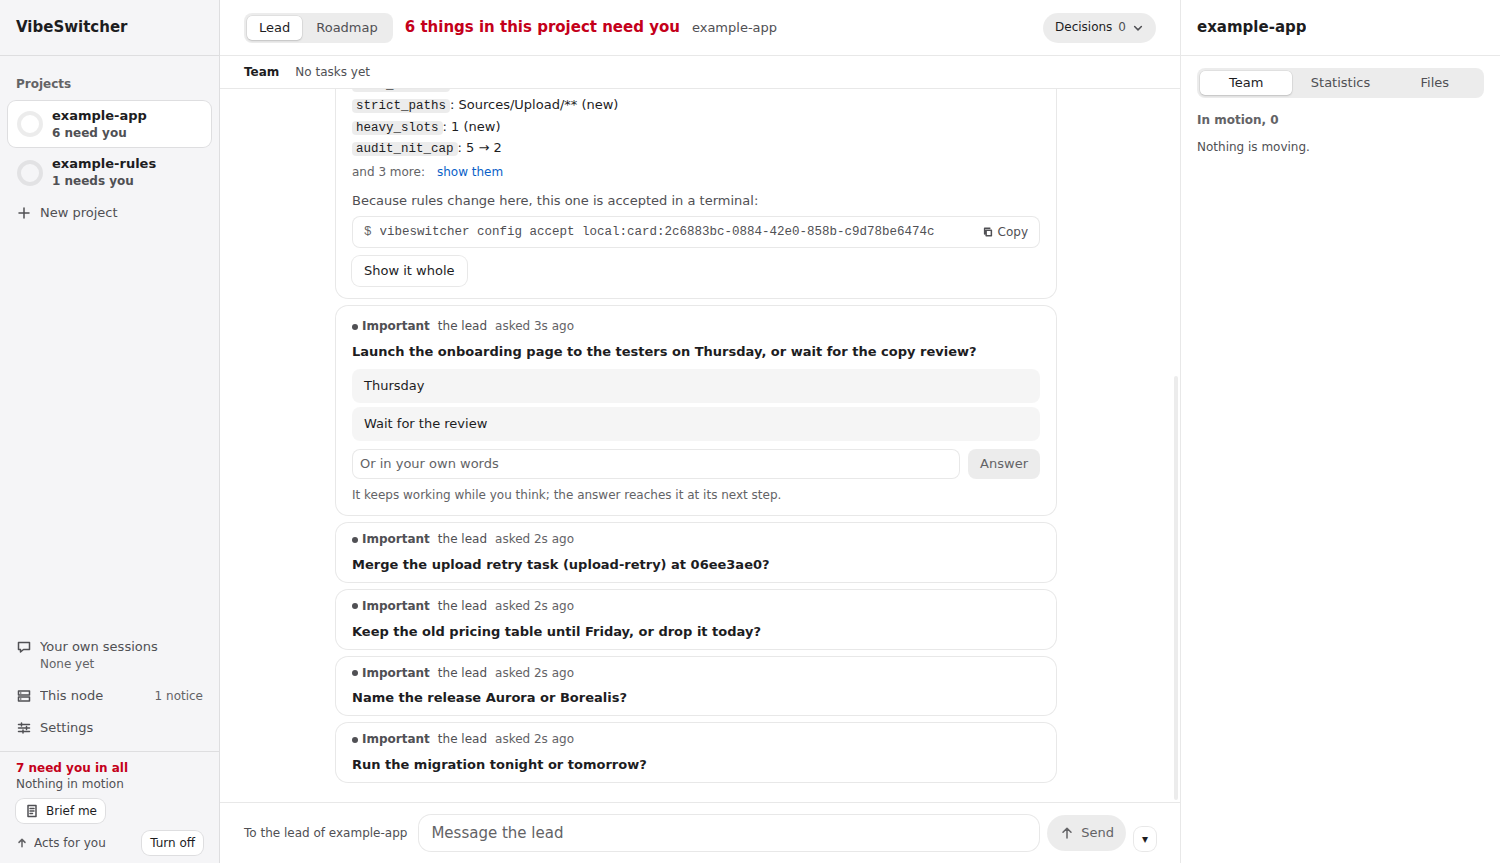 VibeSwitcher
Projects
example-app
6 need you
example-rules
1 needs you
New project
Your own sessions
None yet
This node 1 notice
Settings
7 need you in all
Nothing in motion
Brief me
Acts for you Turn off
Lead Roadmap 6 things in this project need you example-app Decisions 0
Team No tasks yet
strict_paths: Sources/Upload/** (new)
heavy_slots: 1 (new)
audit_nit_cap: 5 → 2
and 3 more: show them
Because rules change here, this one is accepted in a terminal:
$ vibeswitcher config accept local:card:2c6883bc-0884-42e0-858b-c9d78be6474c Copy
Show it whole
Important the lead asked 3s ago
Launch the onboarding page to the testers on Thursday, or wait for the copy review?
Thursday
Wait for the review
Or in your own words Answer
It keeps working while you think; the answer reaches it at its next step.
Important the lead asked 2s ago
Merge the upload retry task (upload-retry) at 06ee3ae0?
Important the lead asked 2s ago
Keep the old pricing table until Friday, or drop it today?
Important the lead asked 2s ago
Name the release Aurora or Borealis?
Important the lead asked 2s ago
Run the migration tonight or tomorrow?
To the lead of example-app Message the lead Send
example-app
Team Statistics Files
In motion, 0
Nothing is moving.